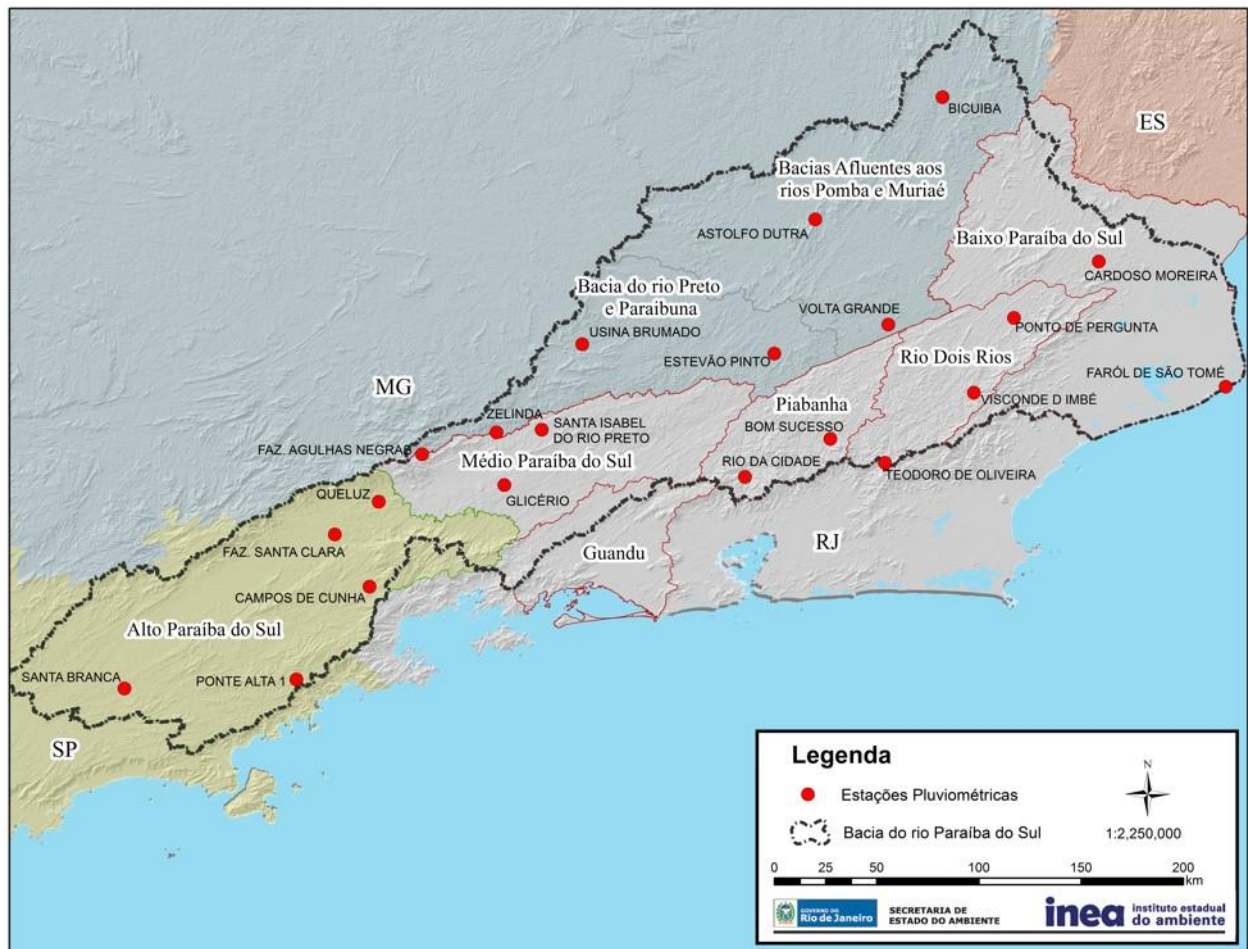 BICUIBA
ES
Bacias Afluentes aos
rios Pomba e Muriaé
ASTOLFO DUTRA
Baixo Paraíba do Sul
CARDOSO MOREIRA
Bacia do rio Preto
e Paraibuna
USINA BRUMADO
VOLTA GRANDE
PONTO DE PERGUNTA
ESTEVÃO PINTO
Rio Dois Rios
FARÓL DE SÃO TOMÉ
MG
VISCONDE D IMBÉ
Piabanha
ZELINDA
SANTA ISABEL
DO RIO PRETO
BOM SUCESSO
FAZ. AGULHAS NEGRAS
Médio Paraíba do Sul
RIO DA CIDADE
TEODORO DE OLIVEIRA
QUELUZ
GLICÉRIO
FAZ. SANTA CLARA
Guandu
RJ
CAMPOS DE CUNHA
Alto Paraíba do Sul
SANTA BRANCA
PONTE ALTA 1
SP
Legenda
Estações Pluviométricas
Bacia do rio Paraíba do Sul
N
1:2,250,000
0 25 50 100 150 200
km
GOVERNO DO
Rio de Janeiro
SECRETARIA DE
ESTADO DO AMBIENTE
inea instituto estadual
do ambiente